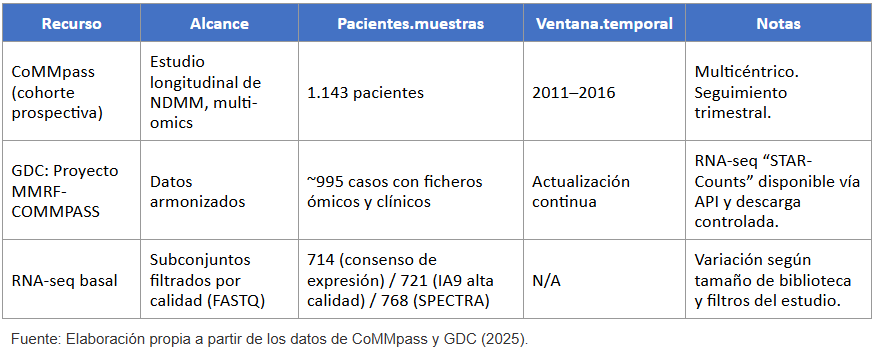 Recurso Alcance Pacientes.muestras Ventana.temporal Notas
CoMMpass
(cohorte
prospectiva)
Estudio
longitudinal de
NDMM, multi-
omics
1.143 pacientes
2011–2016
Multicéntrico.
Seguimiento
trimestral.
GDC: Proyecto
MMRF-
COMMPASS
Datos
armonizados
~995 casos con ficheros
ómicos y clínicos
Actualización
continua
RNA-seq “STAR-
Counts” disponible vía
API y descarga
controlada.
RNA-seq basal
Subconjuntos
filtrados por
calidad (FASTQ)
714 (consenso de
expresión) / 721 (IA9 alta
calidad) / 768 (SPECTRA)
N/A
Variación según
tamaño de biblioteca
y filtros del estudio.
Fuente: Elaboración propia a partir de los datos de CoMMpass y GDC (2025).